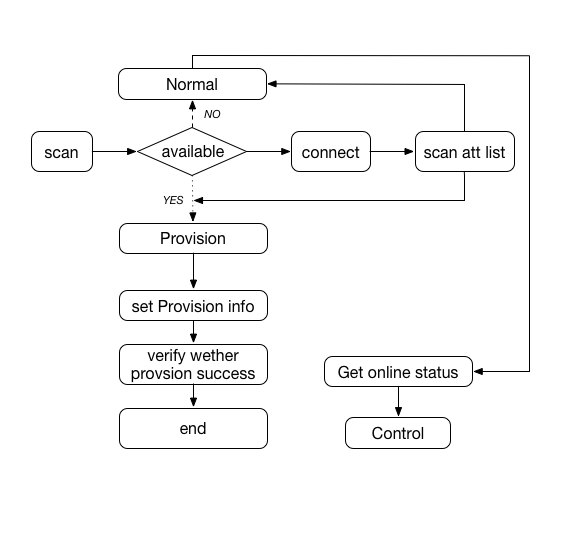 Normal
NO
scan
available
connect
scan att list
YES
Provision
set Provision info
verify wether
provsion success
Get online status
end
Control